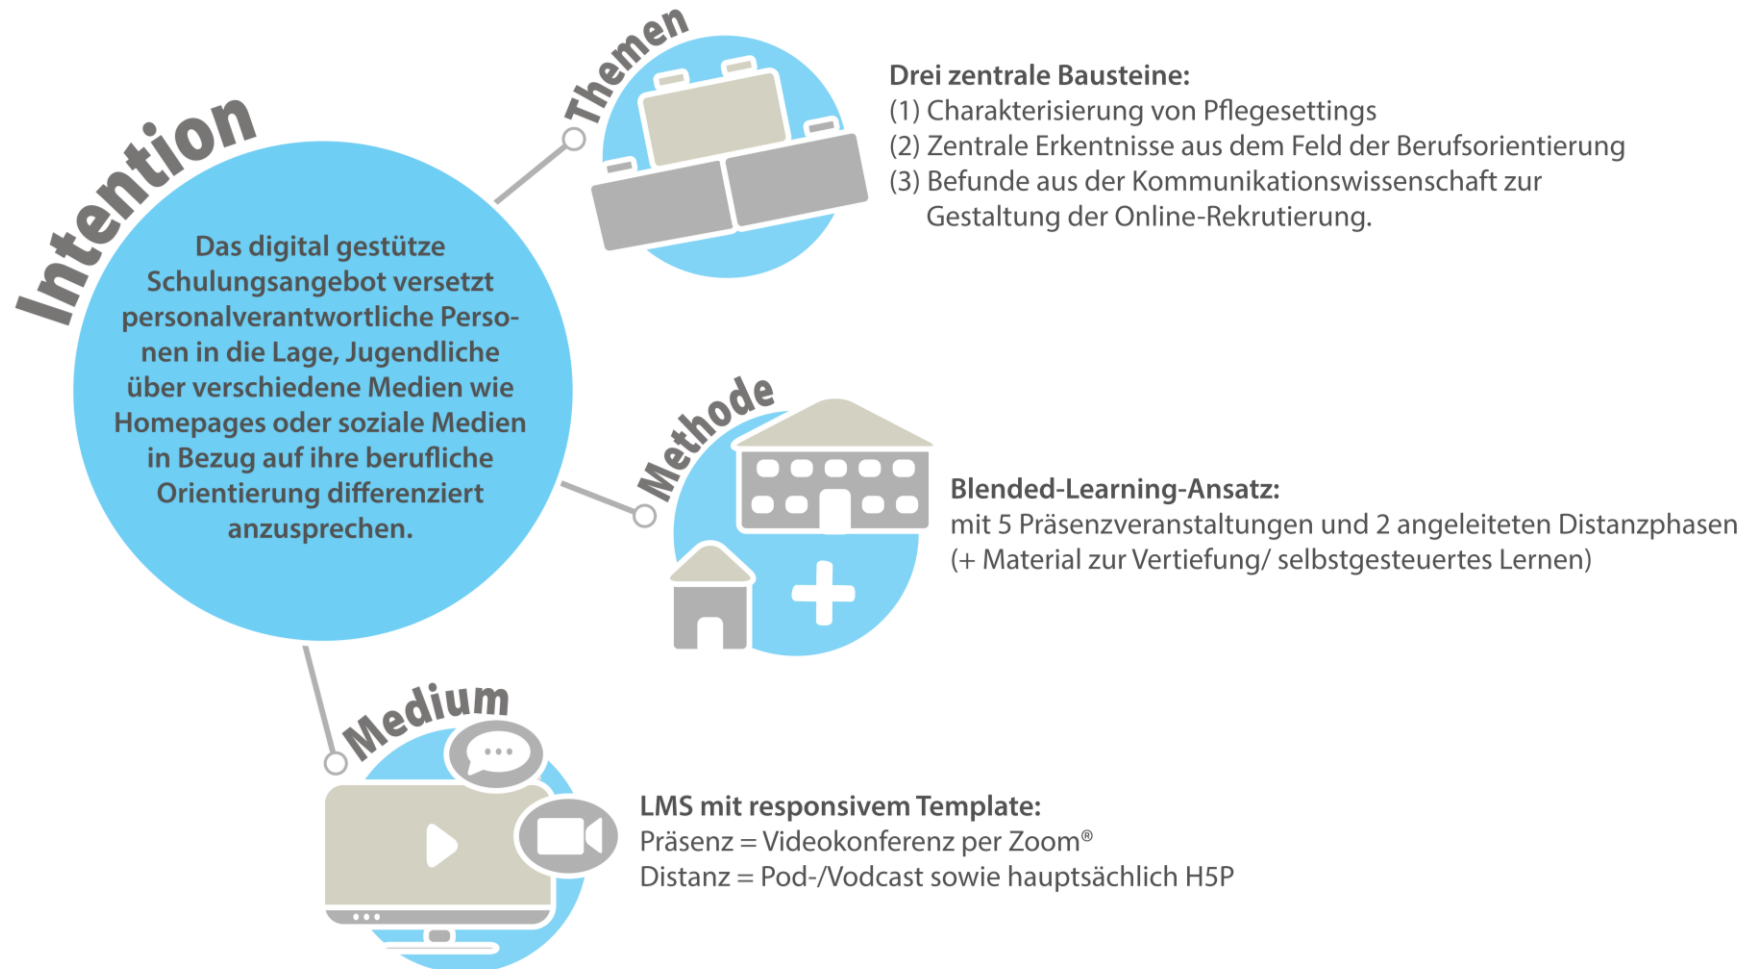 Intention
Das digital gestütze
Schulungsangebot versetzt
personalverantwortliche Perso-
nen in die Lage, Jugendliche
über verschiedene Medien wie
Homepages oder soziale Medien
in Bezug auf ihre berufliche
Orientierung differenziert
anzusprechen.
Themen
Drei zentrale Bausteine:
(1) Charakterisierung von Pflegesettings
(2) Zentrale Erkentnisse aus dem Feld der Berufsorientierung
(3) Befunde aus der Kommunikationswissenschaft zur
Gestaltung der Online-Rekrutierung.
Methode
Blended-Learning-Ansatz:
mit 5 Präsenzveranstaltungen und 2 angeleiteten Distanzphasen
(+ Material zur Vertiefung/ selbstgesteuertes Lernen)
Medium
LMS mit responsivem Template:
Präsenz = Videokonferenz per Zoom®
Distanz = Pod-/Vodcast sowie hauptsächlich H5P